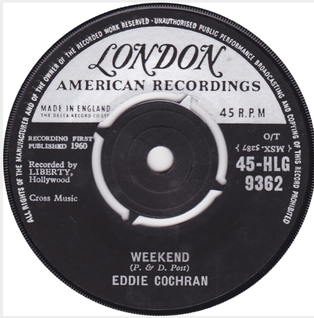 ALL RIGHTS OF THE MANUFACTURER AND OF THE OWNER OF THE RECORDED WORK RESERVED · UNAUTHORISED PUBLIC PERFORMANCE BROADCASTING AND COPYING OF THIS RECORD PROHIBITED
LONDON
AMERICAN RECORDINGS
MADE IN ENGLAND
THE DECCA RECORD CO LTD
45 R.P.M
RECORDING FIRST
PUBLISHED 1960
O/T
{ MSX. 5287 }
Recorded by
LIBERTY,
Hollywood
45-HLG
9362
Cross Music
WEEKEND
(P. & D. Post)
EDDIE COCHRAN